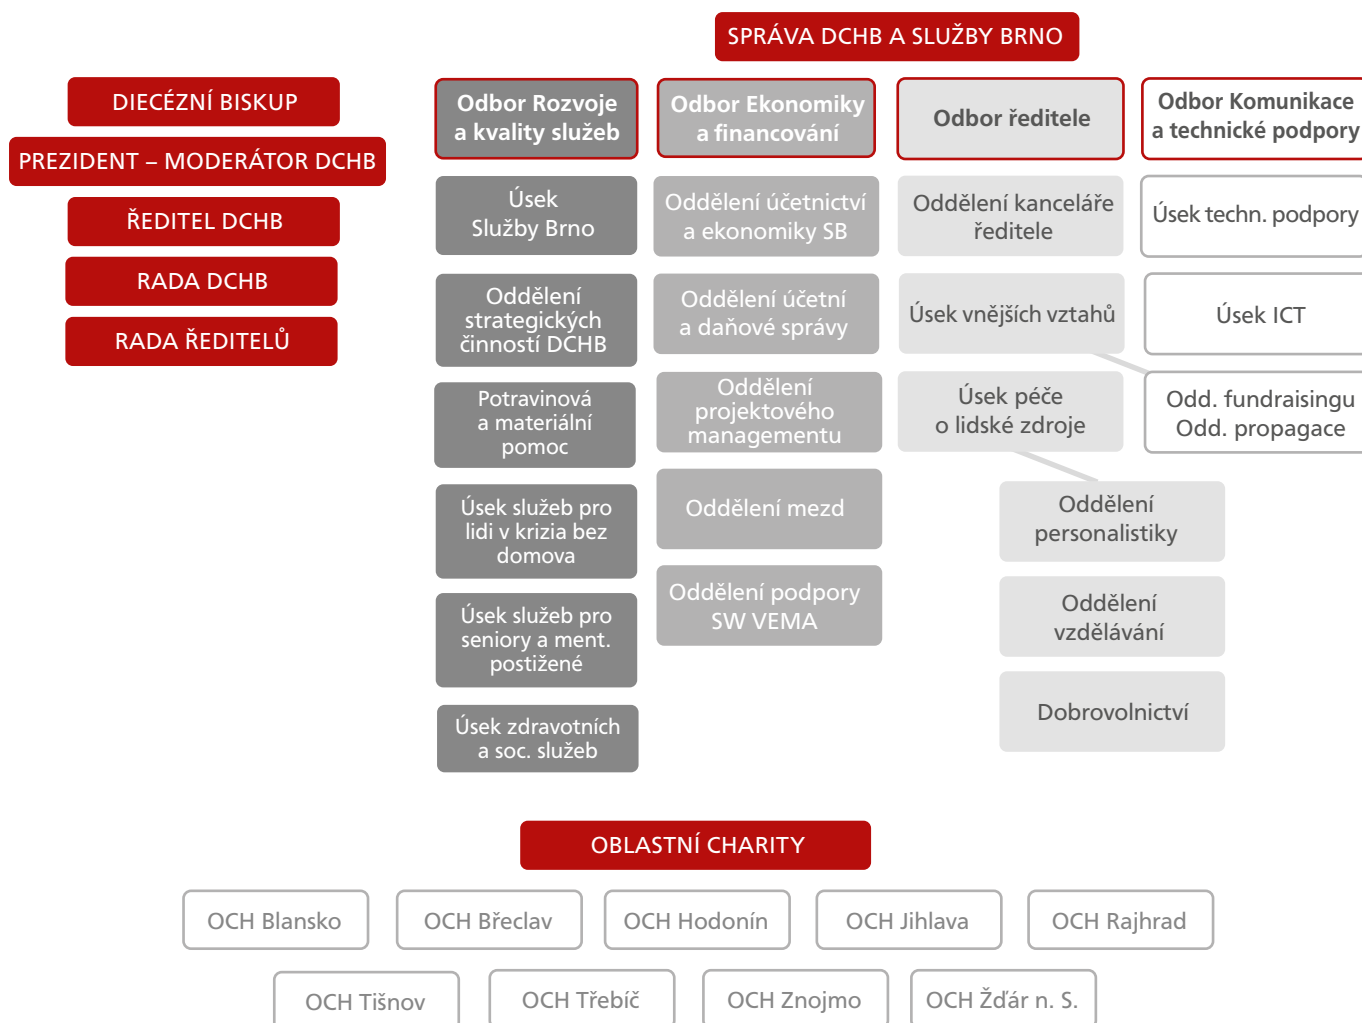 SPRÁVA DCHB A SLUŽBY BRNO
DIECÉZNÍ BISKUP
PREZIDENT – MODERÁTOR DCHB
ŘEDITEL DCHB
RADA DCHB
RADA ŘEDITELŮ
Odbor Rozvoje
a kvality služeb
Úsek
Služby Brno
Oddělení
strategických
činností DCHB
Potravinová
a materiální
pomoc
Úsek služeb pro
lidi v krizia bez
domova
Úsek služeb pro
seniory a ment.
postižené
Úsek zdravotních
a soc. služeb
Odbor Ekonomiky
a financování
Oddělení účetnictví
a ekonomiky SB
Oddělení účetní
a daňové správy
Oddělení
projektového
managementu
Oddělení mezd
Oddělení podpory
SW VEMA
Odbor ředitele
Oddělení kanceláře
ředitele
Úsek vnějších vztahů
Úsek péče
o lidské zdroje
Oddělení
personalistiky
Oddělení
vzdělávání
Dobrovolnictví
Odbor Komunikace
a technické podpory
Úsek techn. podpory
Úsek ICT
Odd. fundraisingu
Odd. propagace
OBLASTNÍ CHARITY
OCH Blansko
OCH Břeclav
OCH Hodonín
OCH Jihlava
OCH Rajhrad
OCH Tišnov
OCH Třebíč
OCH Znojmo
OCH Žďár n. S.